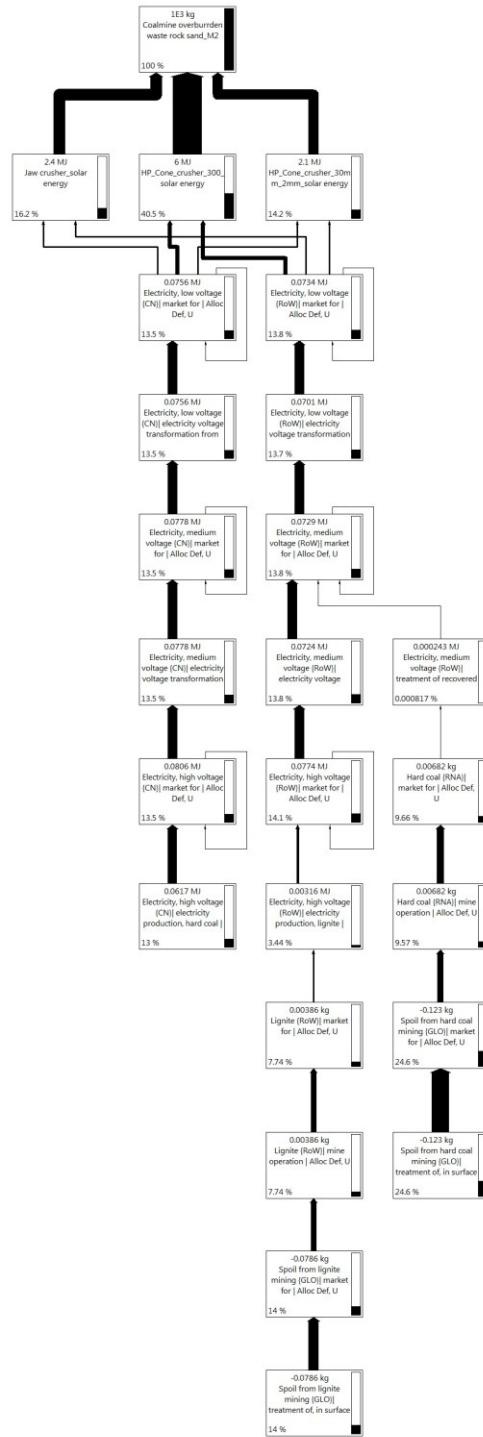 1E3 kg
Coalmine overburrden
waste rock sand_M2
100 %
2.4 MJ
Jaw crusher_solar
energy
16.2 %
6 MJ
HP_Cone_crusher_300_
solar energy
40.5 %
2.1 MJ
HP_Cone_crusher_30m
m_2mm_solar energy
14.2 %
0.0756 MJ
Electricity, low voltage
{CN}| market for | Alloc
Def, U
13.5 %
0.0734 MJ
Electricity, low voltage
{RoW}| market for |
Alloc Def, U
13.8 %
0.0756 MJ
Electricity, low voltage
{CN}| electricity voltage
transformation from
13.5 %
0.0701 MJ
Electricity, low voltage
{RoW}| electricity
voltage transformation
13.7 %
0.0778 MJ
Electricity, medium
voltage {CN}| market
for | Alloc Def, U
13.5 %
0.0729 MJ
Electricity, medium
voltage {RoW}| market
for | Alloc Def, U
13.8 %
0.0778 MJ
Electricity, medium
voltage {CN}| electricity
voltage transformation
13.5 %
0.0724 MJ
Electricity, medium
voltage {RoW}|
electricity voltage
13.8 %
0.000243 MJ
Electricity, medium
voltage {RoW}|
treatment of recovered
0.000817 %
0.0806 MJ
Electricity, high voltage
{CN}| market for | Alloc
Def, U
13.5 %
0.0774 MJ
Electricity, high voltage
{RoW}| market for |
Alloc Def, U
14.1 %
0.00682 kg
Hard coal {RNA}|
market for | Alloc Def,
U
9.66 %
0.0617 MJ
Electricity, high voltage
{CN}| electricity
production, hard coal |
13 %
0.00316 MJ
Electricity, high voltage
{RoW}| electricity
production, lignite |
3.44 %
0.00682 kg
Hard coal {RNA}| mine
operation | Alloc Def, U
9.57 %
0.00386 kg
Lignite {RoW}| market
for | Alloc Def, U
7.74 %
-0.123 kg
Spoil from hard coal
mining {GLO}| market
for | Alloc Def, U
24.6 %
0.00386 kg
Lignite {RoW}| mine
operation | Alloc Def, U
7.74 %
-0.123 kg
Spoil from hard coal
mining {GLO}|
treatment of, in surface
24.6 %
-0.0786 kg
Spoil from lignite
mining {GLO}| market
for | Alloc Def, U
14 %
-0.0786 kg
Spoil from lignite
mining {GLO}|
treatment of, in surface
14 %